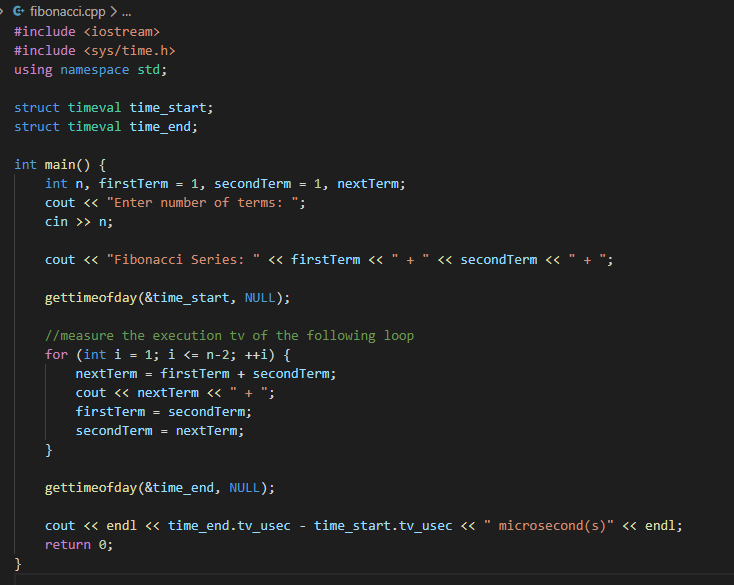 fibonacci.cpp > ...
#include <iostream>
#include <sys/time.h>
using namespace std;

struct timeval time_start;
struct timeval time_end;

int main() {
    int n, firstTerm = 1, secondTerm = 1, nextTerm;
    cout << "Enter number of terms: ";
    cin >> n;

    cout << "Fibonacci Series: " << firstTerm << " + " << secondTerm << " + ";

    gettimeofday(&time_start, NULL);

    //measure the execution tv of the following loop
    for (int i = 1; i <= n-2; ++i) {
        nextTerm = firstTerm + secondTerm;
        cout << nextTerm << " + ";
        firstTerm = secondTerm;
        secondTerm = nextTerm;
    }

    gettimeofday(&time_end, NULL);

    cout << endl << time_end.tv_usec - time_start.tv_usec << " microsecond(s)" << endl;
    return 0;
}